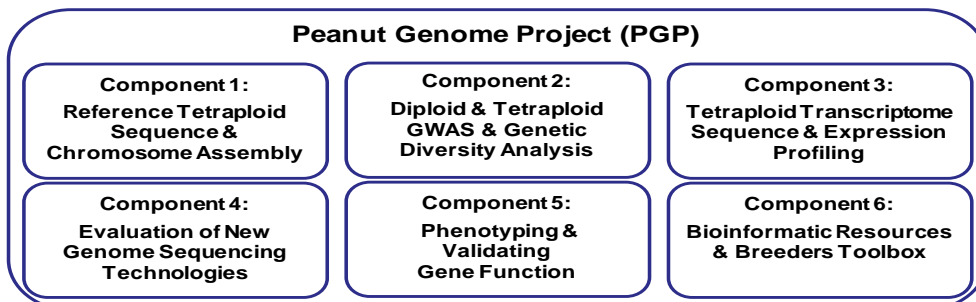 Peanut Genome Project (PGP)
Component 1:
Reference Tetraploid
Sequence &
Chromosome Assembly
Component 2:
Diploid & Tetraploid
GWAS & Genetic
Diversity Analysis
Component 3:
Tetraploid Transcriptome
Sequence & Expression
Profiling
Component 4:
Evaluation of New
Genome Sequencing
Technologies
Component 5:
Phenotyping &
Validating
Gene Function
Component 6:
Bioinformatic Resources
& Breeders Toolbox